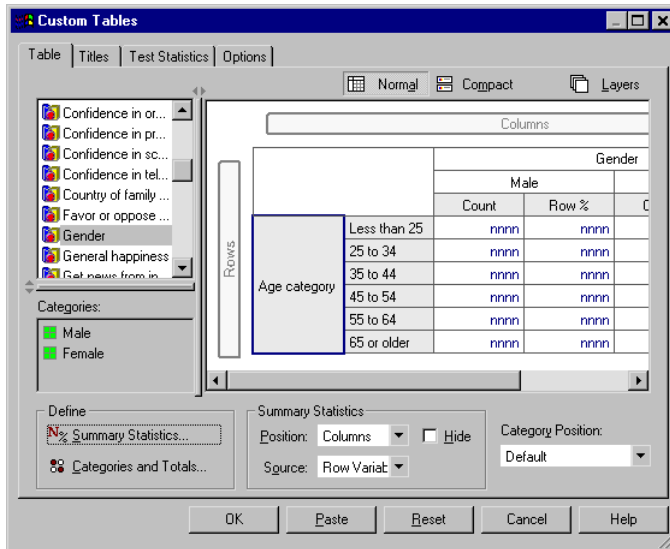 Custom Tables
Table Titles Test Statistics Options
Normal Compact Layers
Confidence in or...
Confidence in pr...
Confidence in sc...
Confidence in tel...
Country of family ...
Favor or oppose ...
Gender
General happiness
Get news from in
Categories:
Male
Female
Columns
Rows
Gender
Male
Count Row % C
Age category
Less than 25 nnnn nnnn
25 to 34 nnnn nnnn
35 to 44 nnnn nnnn
45 to 54 nnnn nnnn
55 to 64 nnnn nnnn
65 or older nnnn nnnn
Define
N% Summary Statistics...
Categories and Totals...
Summary Statistics
Position: Columns Hide
Source: Row Variab
Category Position:
Default
OK Paste Reset Cancel Help